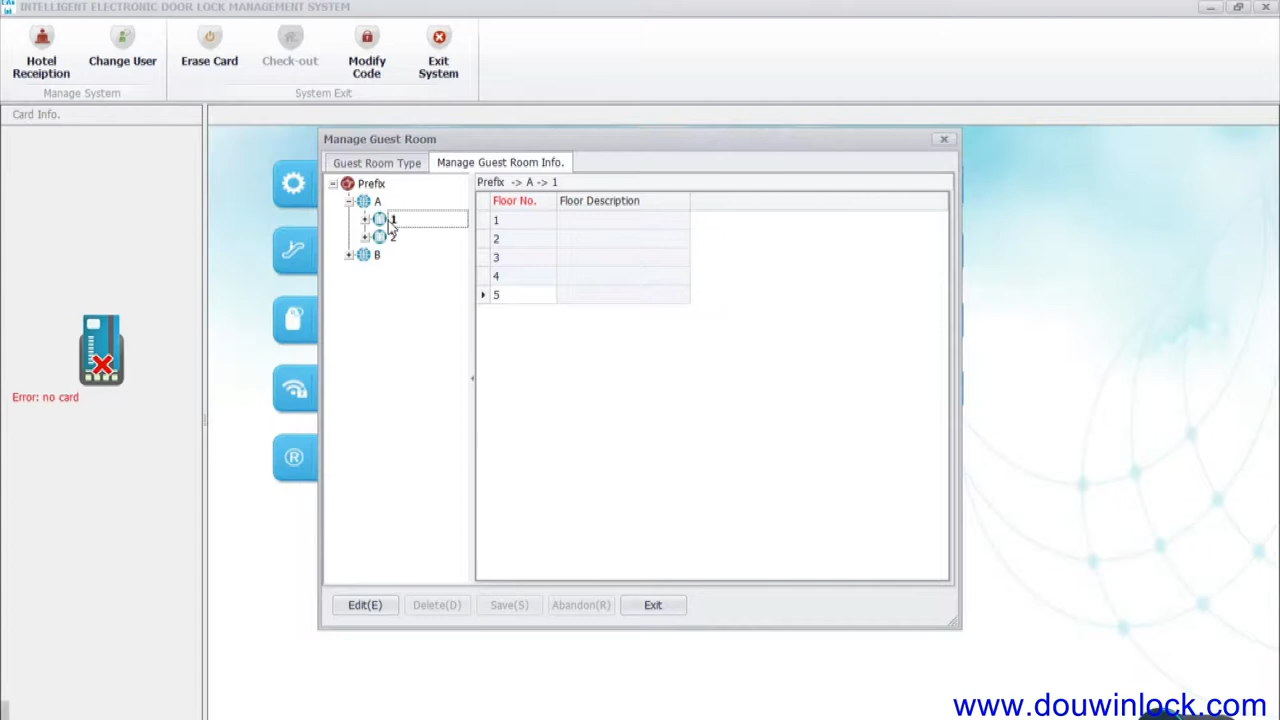 INTELLIGENT ELECTRONIC DOOR LOCK MANAGEMENT SYSTEM
Hotel Receiption
Change User
Erase Card
Check-out
Modify Code
Exit System
Manage System
System Exit
Card Info.
Error: no card
Manage Guest Room
Guest Room Type
Manage Guest Room Info.
Prefix
A
1
2
B
Prefix -> A -> 1
Floor No. Floor Description
1
2
3
4
5
Edit(E) Delete(D) Save(S) Abandon(R) Exit
www.douwinlock.com